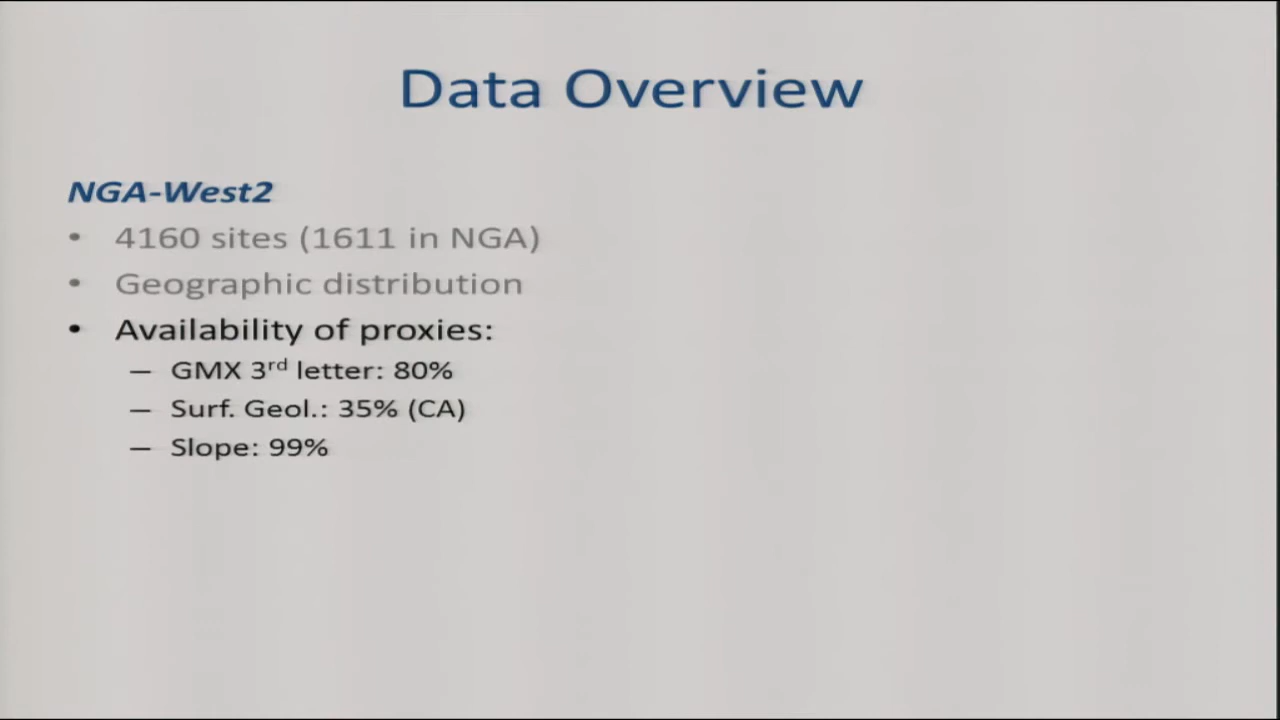 Data Overview
NGA-West2
• 4160 sites (1611 in NGA)
• Geographic distribution
• Availability of proxies:
– GMX 3rd letter: 80%
– Surf. Geol.: 35% (CA)
– Slope: 99%